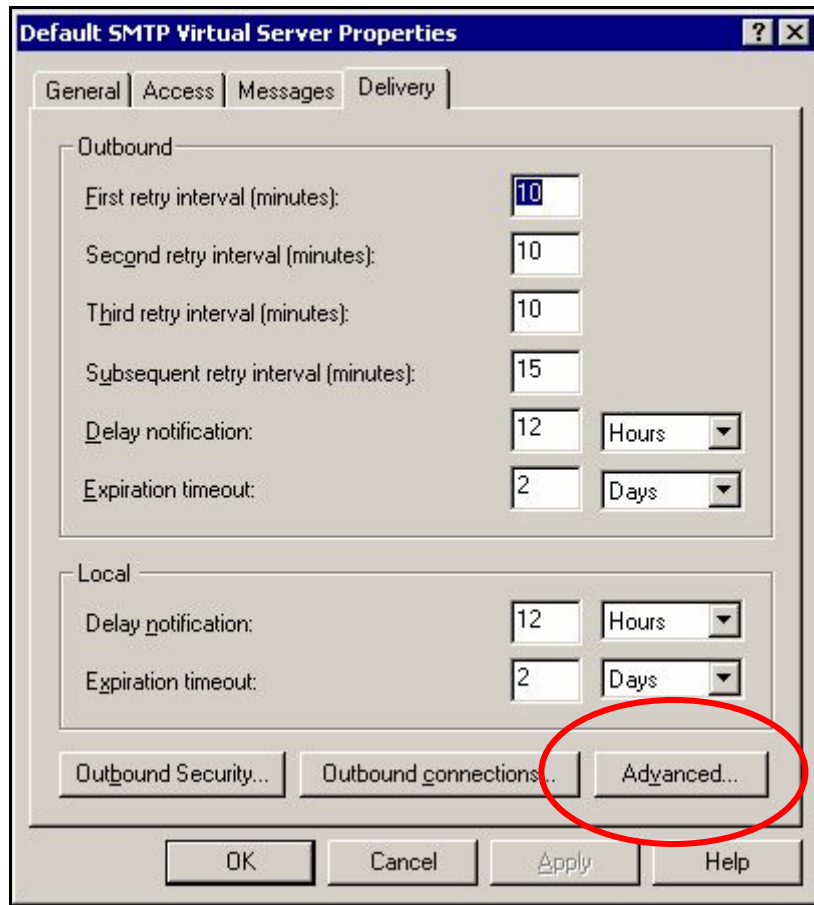 Default SMTP Virtual Server Properties ? X
General Access Messages Delivery
Outbound
First retry interval (minutes): 10
Second retry interval (minutes): 10
Third retry interval (minutes): 10
Subsequent retry interval (minutes): 15
Delay notification: 12 Hours
Expiration timeout: 2 Days
Local
Delay notification: 12 Hours
Expiration timeout: 2 Days
Outbound Security... Outbound connections... Advanced...
OK Cancel Apply Help